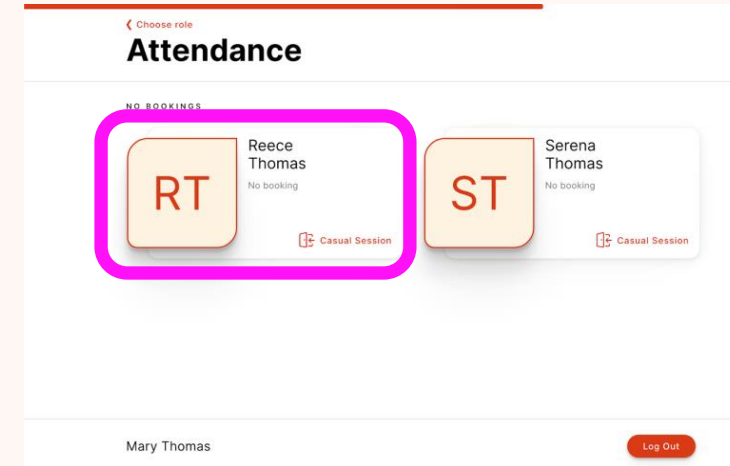 Choose role
Attendance
NO BOOKINGS
RT
Reece
Thomas
No booking
Casual Session
ST
Serena
Thomas
No booking
Casual Session
Mary Thomas
Log Out